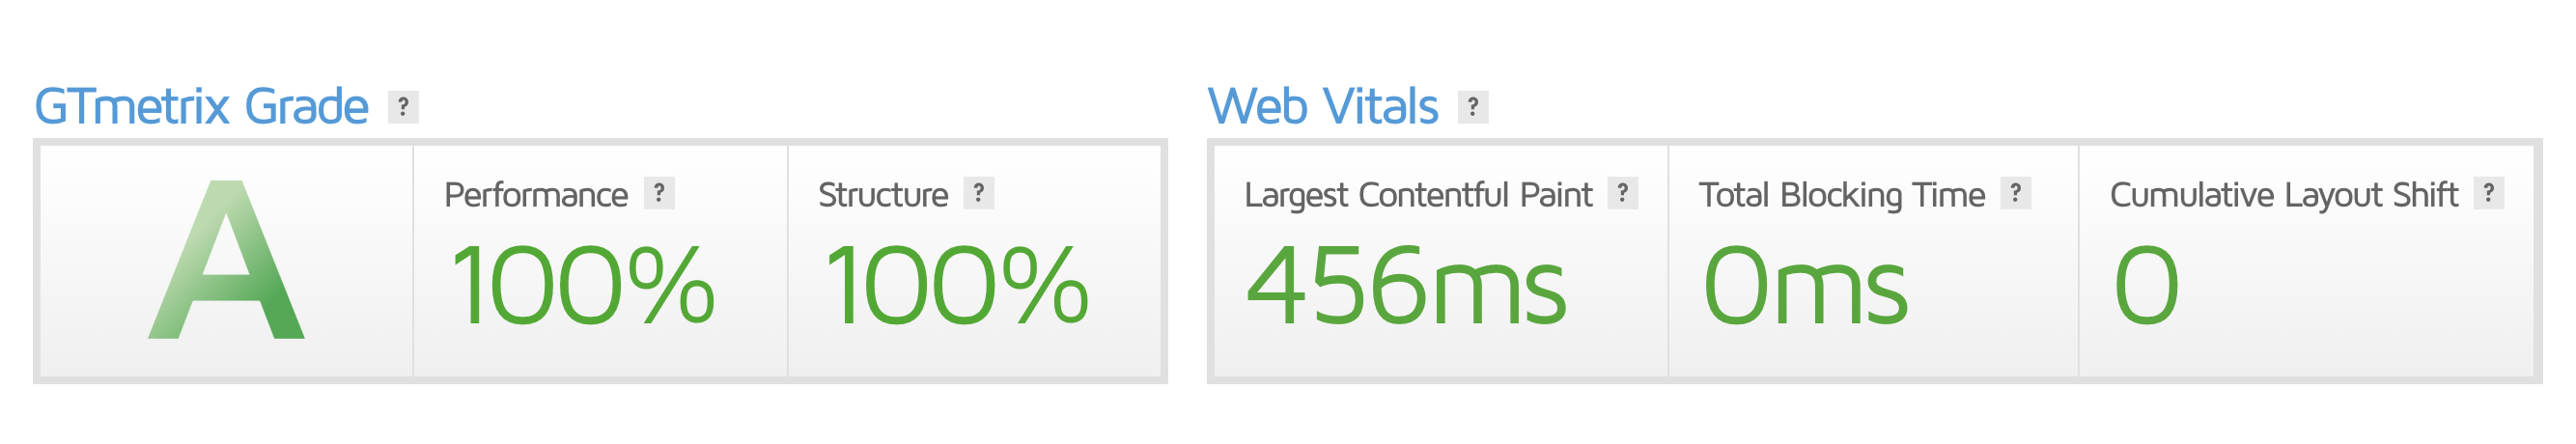 GTmetrix Grade ?
Web Vitals ?
A
Performance ?
100%
Structure ?
100%
Largest Contentful Paint ?
456ms
Total Blocking Time ?
0ms
Cumulative Layout Shift ?
0